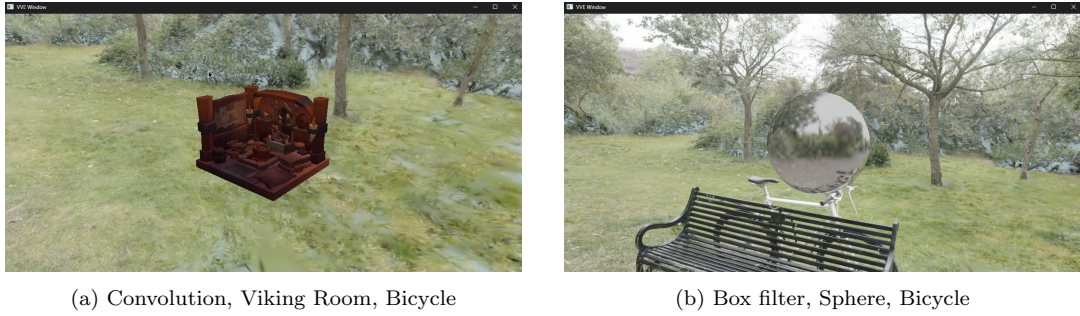 VVE Window
VVE Window
(a) Convolution, Viking Room, Bicycle
(b) Box filter, Sphere, Bicycle